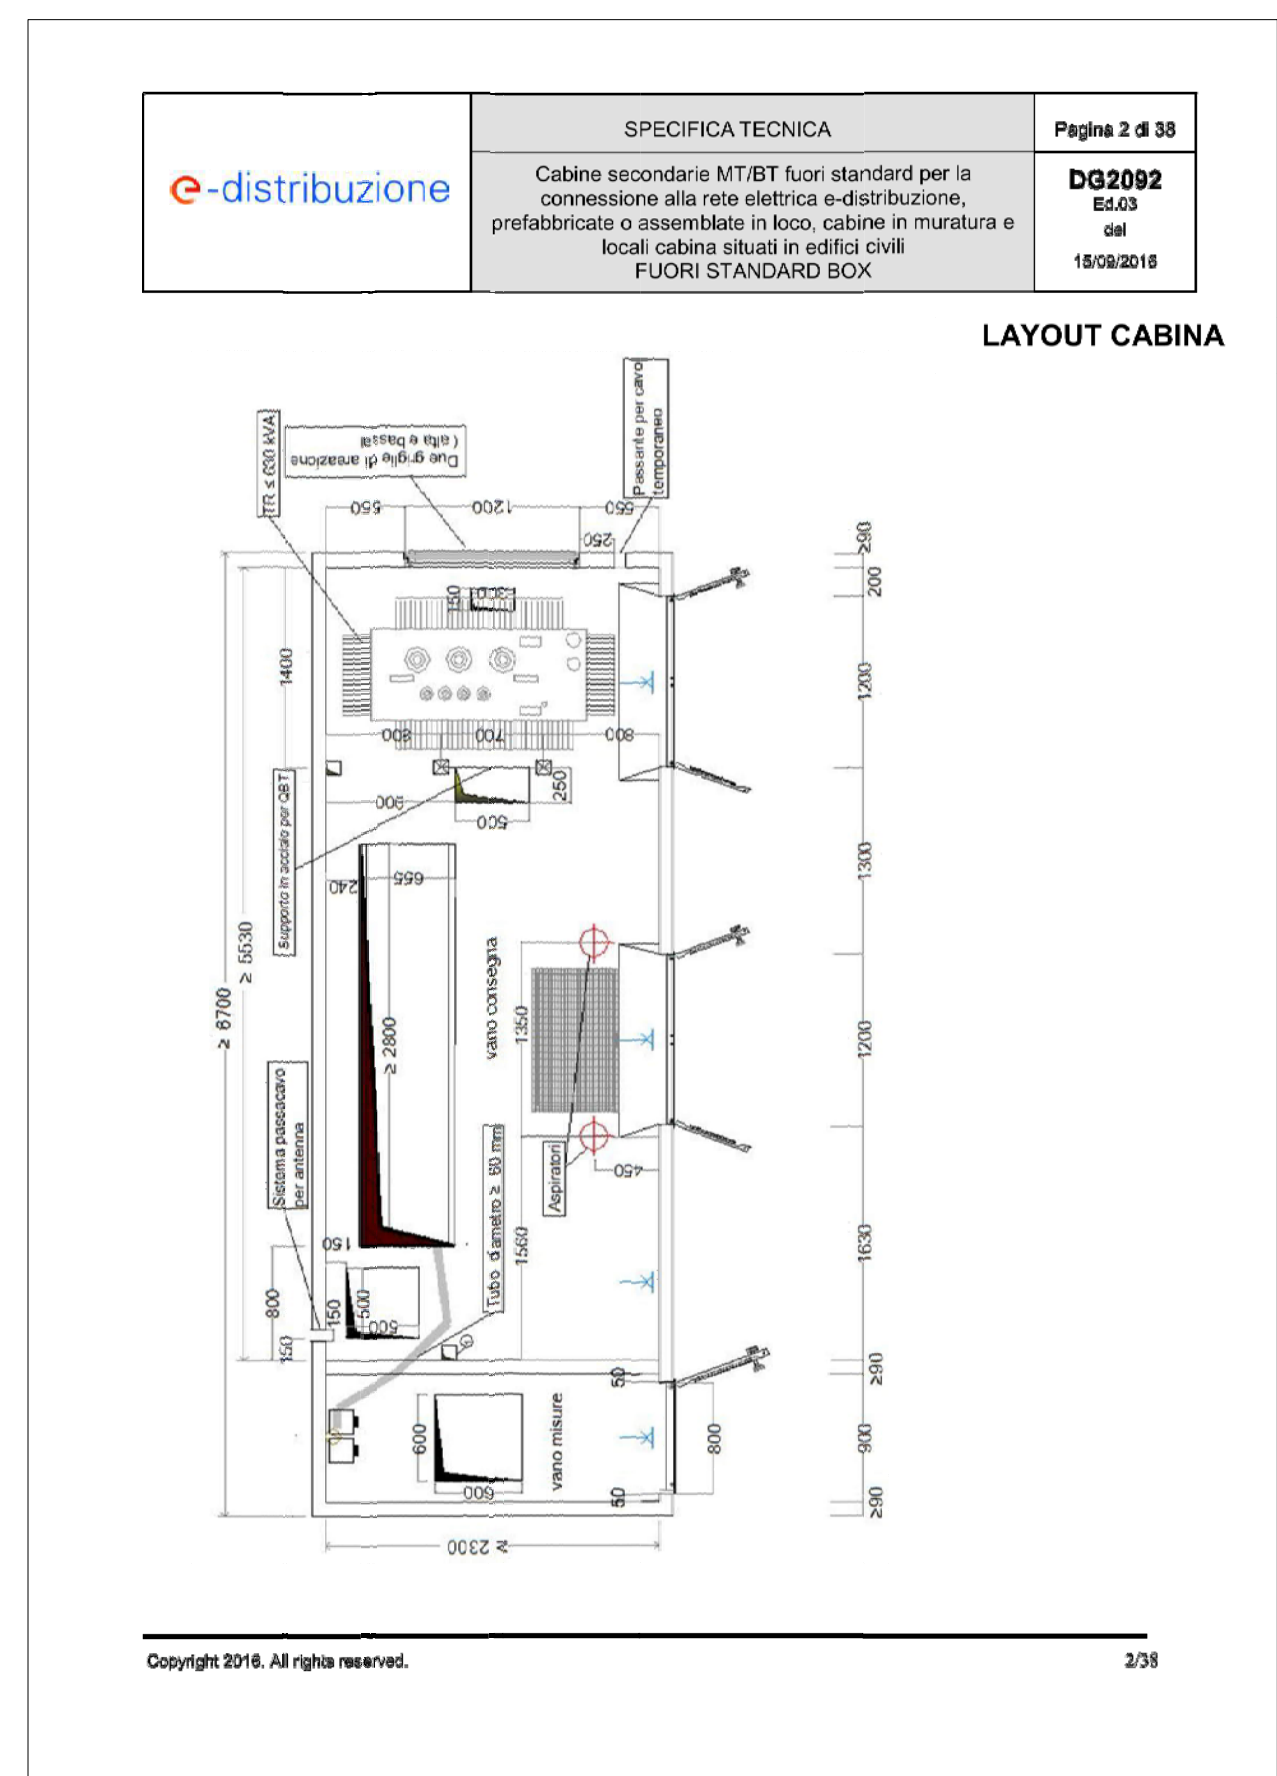 e-distribuzione
SPECIFICA TECNICA
Pagina 2 di 38
Cabine secondarie MT/BT fuori standard per la
connessione alla rete elettrica e-distribuzione,
prefabbricate o assemblate in loco, cabine in muratura e
locali cabina situati in edifici civili
FUORI STANDARD BOX
DG2092
Ed.03
del
15/09/2016
LAYOUT CABINA
Passante per cavo
temporaneo
TR ≤ 630 kVA
Due griglie di areazione
( alta e bassa)
550
1200
550
250
≥90
200
150
300
1400
1200
800
700
800
Supporto in acciaio per QBT
250
900
500
240
655
1300
≥ 5530
≥ 6700
vano consegna
1350
≥ 2800
1200
Sistema passacavo
per antenna
Tubo diametro ≥ 60 mm
Aspiratori
450
150
1560
1630
800
150
500
500
150
50
≥90
600
vano misure
800
900
600
50
≥90
≥ 2300
Copyright 2016. All rights reserved.
2/38